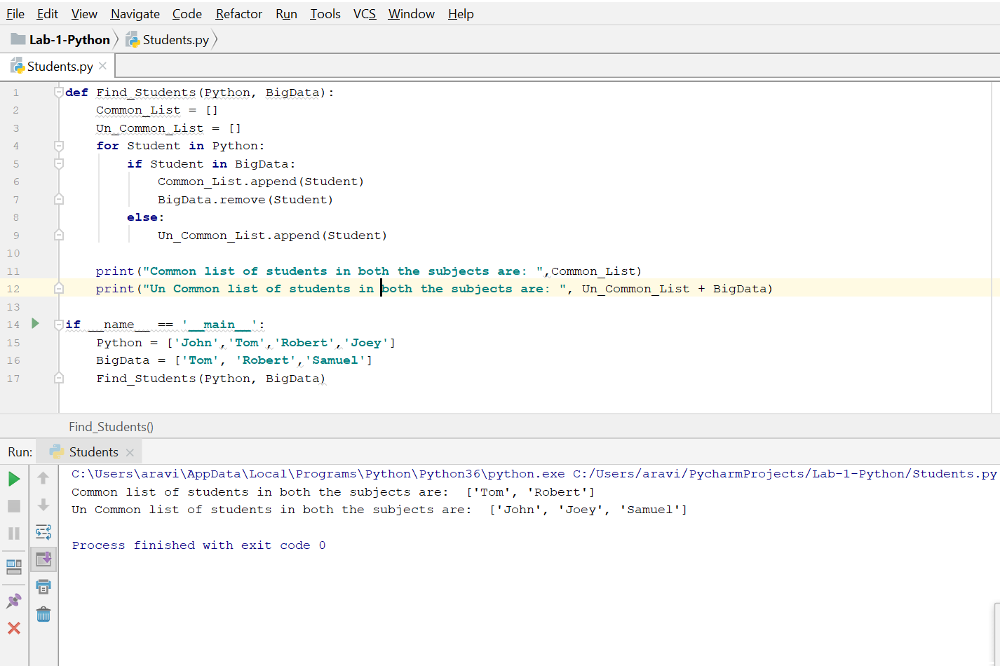 File Edit View Navigate Code Refactor Run Tools VCS Window Help
Lab-1-Python Students.py
Students.py
1 def Find_Students(Python, BigData):
2     Common_List = []
3     Un_Common_List = []
4     for Student in Python:
5         if Student in BigData:
6             Common_List.append(Student)
7             BigData.remove(Student)
8         else:
9             Un_Common_List.append(Student)
10
11     print("Common list of students in both the subjects are: ",Common_List)
12     print("Un Common list of students in both the subjects are: ", Un_Common_List + BigData)
13
14 if __name__ == '__main__':
15     Python = ['John','Tom','Robert','Joey']
16     BigData = ['Tom', 'Robert','Samuel']
17     Find_Students(Python, BigData)
Find_Students()
Run: Students
C:\Users\aravi\AppData\Local\Programs\Python\Python36\python.exe C:/Users/aravi/PycharmProjects/Lab-1-Python/Students.py
Common list of students in both the subjects are:  ['Tom', 'Robert']
Un Common list of students in both the subjects are:  ['John', 'Joey', 'Samuel']
Process finished with exit code 0